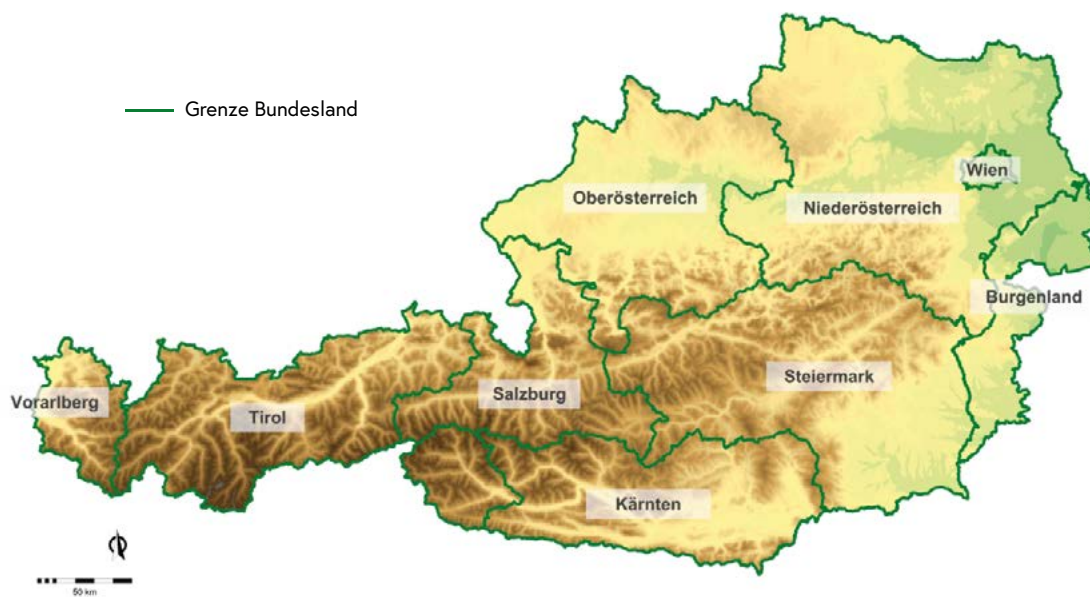 Grenze Bundesland
Wien
Oberösterreich
Niederösterreich
Burgenland
Steiermark
Salzburg
Vorarlberg
Tirol
Kärnten
50 km